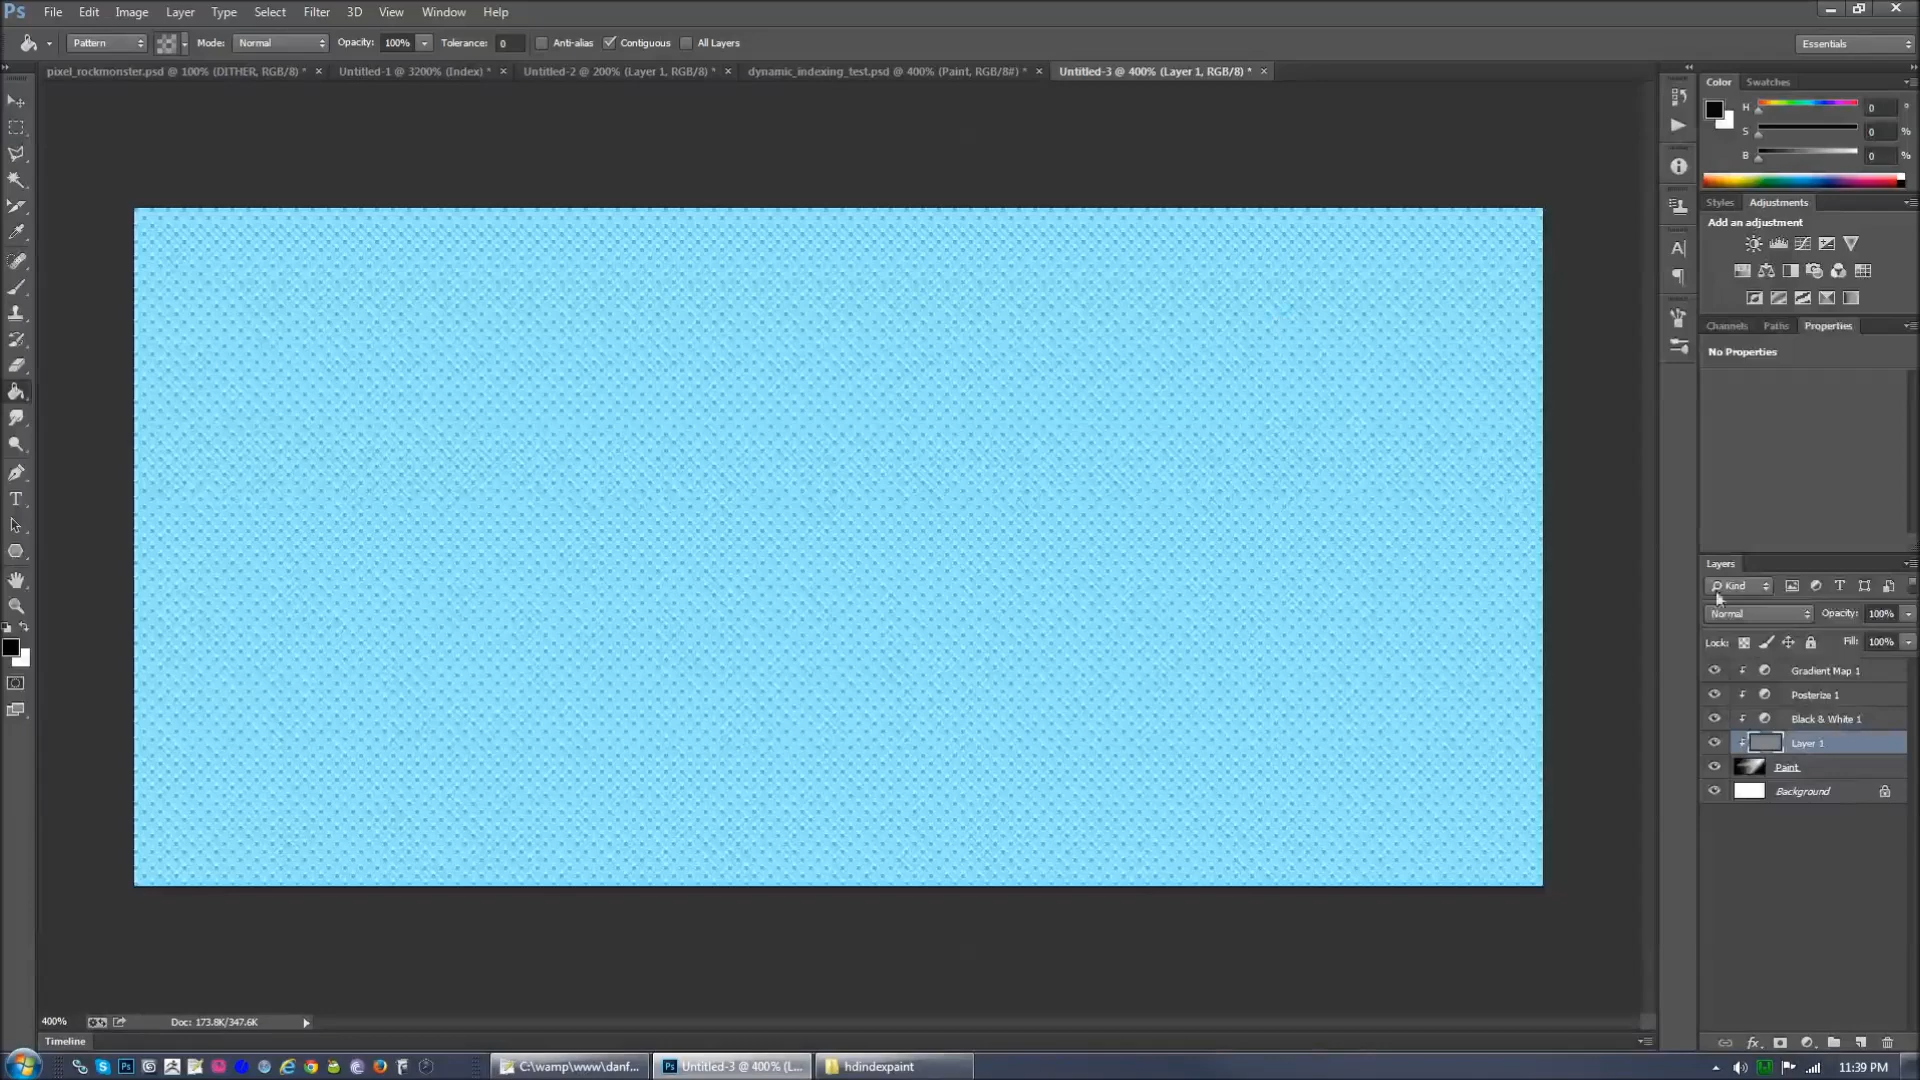 Ps File Edit Image Layer Type Select Filter 3D View Window Help
Pattern Mode: Normal Opacity: 100% Tolerance: 0 Anti-alias Contiguous All Layers Essentials
pixel_rockmonster.psd @ 100% (DITHER, RGB/8) * × Untitled-1 @ 3200% (Index) * × Untitled-2 @ 200% (Layer 1, RGB/8) * × dynamic_indexing_test.psd @ 400% (Paint, RGB/8#) * × Untitled-3 @ 400% (Layer 1, RGB/8) * ×
Color Swatches
H 0 °
S 0 %
B 0 %
Styles Adjustments
Add an adjustment
Channels Paths Properties
No Properties
Layers
Kind
Normal Opacity: 100%
Lock: Fill: 100%
Gradient Map 1
Posterize 1
Black & White 1
Layer 1
Paint
Background
fx.
400% Doc: 173.8K/347.6K
Timeline
C:\wamp\www\danf... Ps Untitled-3 @ 400% (L... hdindexpaint 11:39 PM